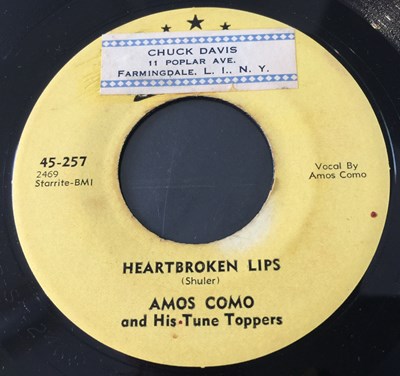 CHUCK DAVIS
11 POPLAR AVE.
FARMINGDALE, L. I., N. Y.
45-257
2469
Starrite-BMI
Vocal By
Amos Como
HEARTBROKEN LIPS
(Shuler)
AMOS COMO
and His Tune Toppers